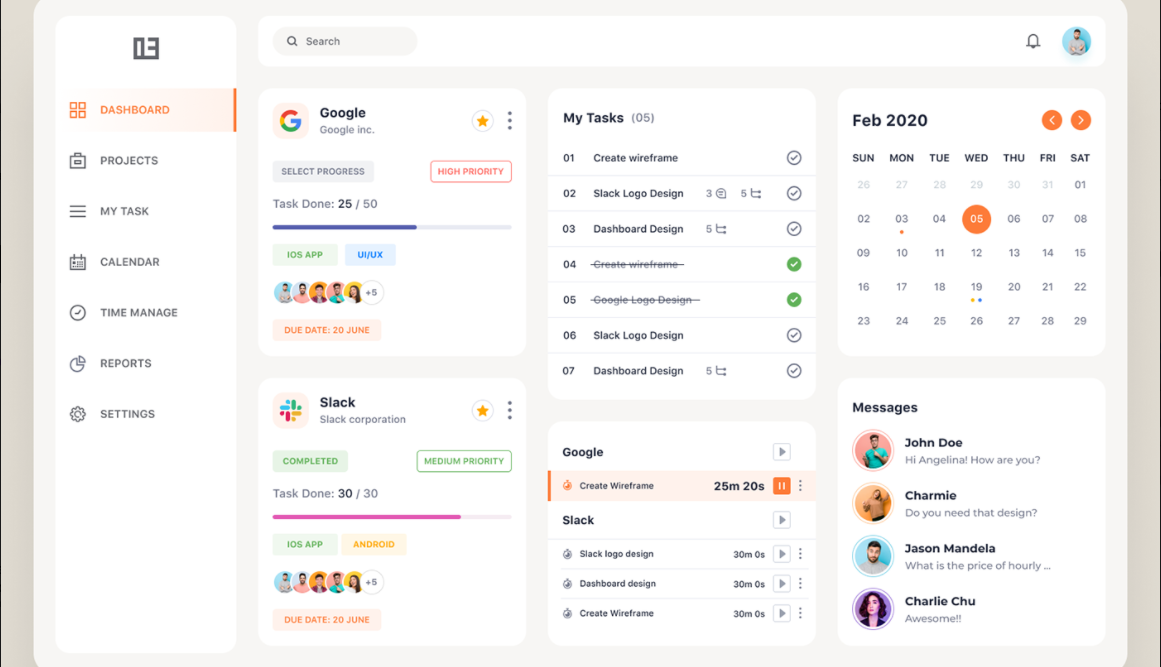 Search
DASHBOARD
PROJECTS
MY TASK
CALENDAR
TIME MANAGE
REPORTS
SETTINGS
Google
Google inc.
SELECT PROGRESS
HIGH PRIORITY
Task Done: 25 / 50
IOS APP UI/UX
+5
DUE DATE: 20 JUNE
Slack
Slack corporation
COMPLETED
MEDIUM PRIORITY
Task Done: 30 / 30
IOS APP ANDROID
+5
DUE DATE: 20 JUNE
My Tasks (05)
01 Create wireframe
02 Slack Logo Design 3 5
03 Dashboard Design 5
04 Create wireframe
05 Google Logo Design
06 Slack Logo Design
07 Dashboard Design 5
Google
Create Wireframe 25m 20s
Slack
Slack logo design 30m 0s
Dashboard design 30m 0s
Create Wireframe 30m 0s
Feb 2020
SUN MON TUE WED THU FRI SAT
26 27 28 29 30 31 01
02 03 04 05 06 07 08
09 10 11 12 13 14 15
16 17 18 19 20 21 22
23 24 25 26 27 28 29
Messages
John Doe
Hi Angelina! How are you?
Charmie
Do you need that design?
Jason Mandela
What is the price of hourly ...
Charlie Chu
Awesome!!